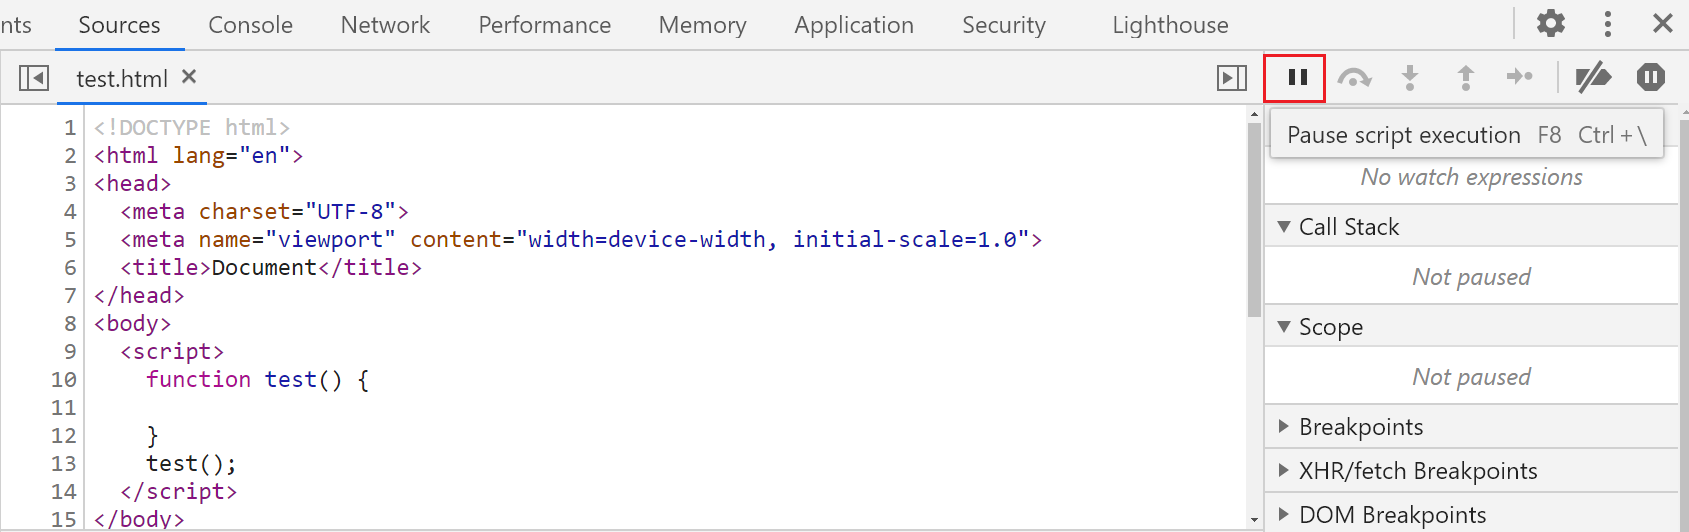 nts Sources Console Network Performance Memory Application Security Lighthouse
test.html
Pause script execution F8 Ctrl + \
1 <!DOCTYPE html>
2 <html lang="en">
3 <head>
4 <meta charset="UTF-8">
5 <meta name="viewport" content="width=device-width, initial-scale=1.0">
6 <title>Document</title>
7 </head>
8 <body>
9 <script>
10 function test() {
11
12 }
13 test();
14 </script>
15 </body>
No watch expressions
Call Stack
Not paused
Scope
Not paused
Breakpoints
XHR/fetch Breakpoints
DOM Breakpoints